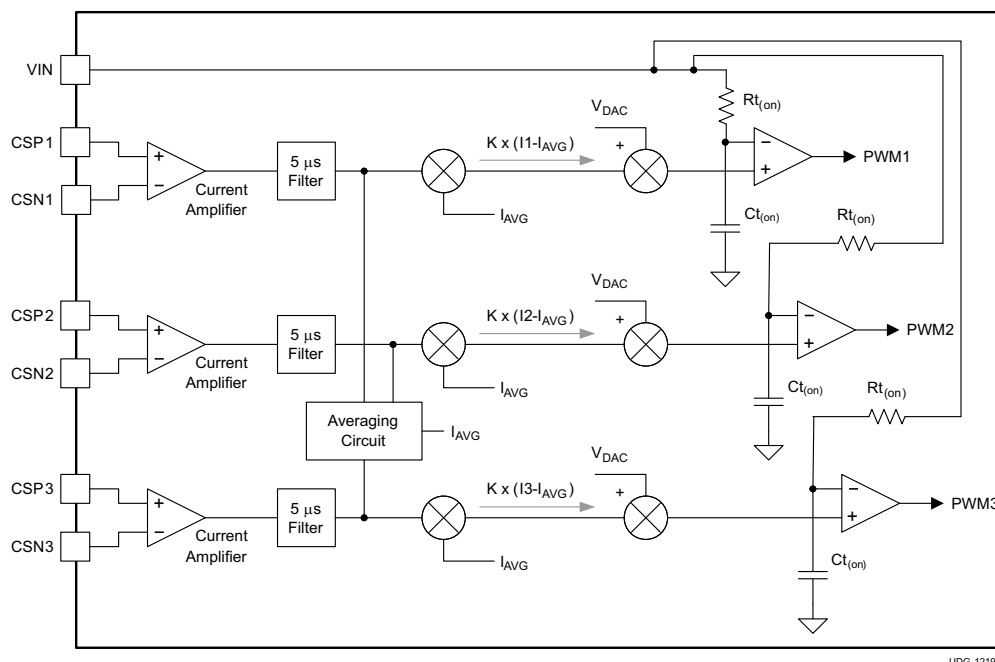 VIN
CSP1
CSN1
+
−
Current
Amplifier
5 μs
Filter
K x (I1-IAVG)
IAVG
VDAC
+
Rt(on)
−
+
PWM1
Ct(on)
Rt(on)
CSP2
CSN2
+
−
Current
Amplifier
5 μs
Filter
K x (I2-IAVG)
IAVG
VDAC
+
−
+
PWM2
Ct(on)
Rt(on)
Averaging
Circuit
IAVG
CSP3
CSN3
+
−
Current
Amplifier
5 μs
Filter
K x (I3-IAVG)
IAVG
VDAC
+
−
+
PWM3
Ct(on)